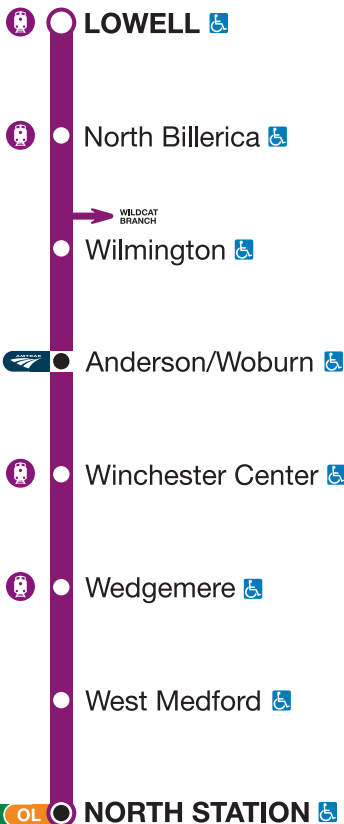 LOWELL
North Billerica
WILDCAT
BRANCH
Wilmington
AMTRAK
Anderson/Woburn
Winchester Center
Wedgemere
West Medford
OL
NORTH STATION